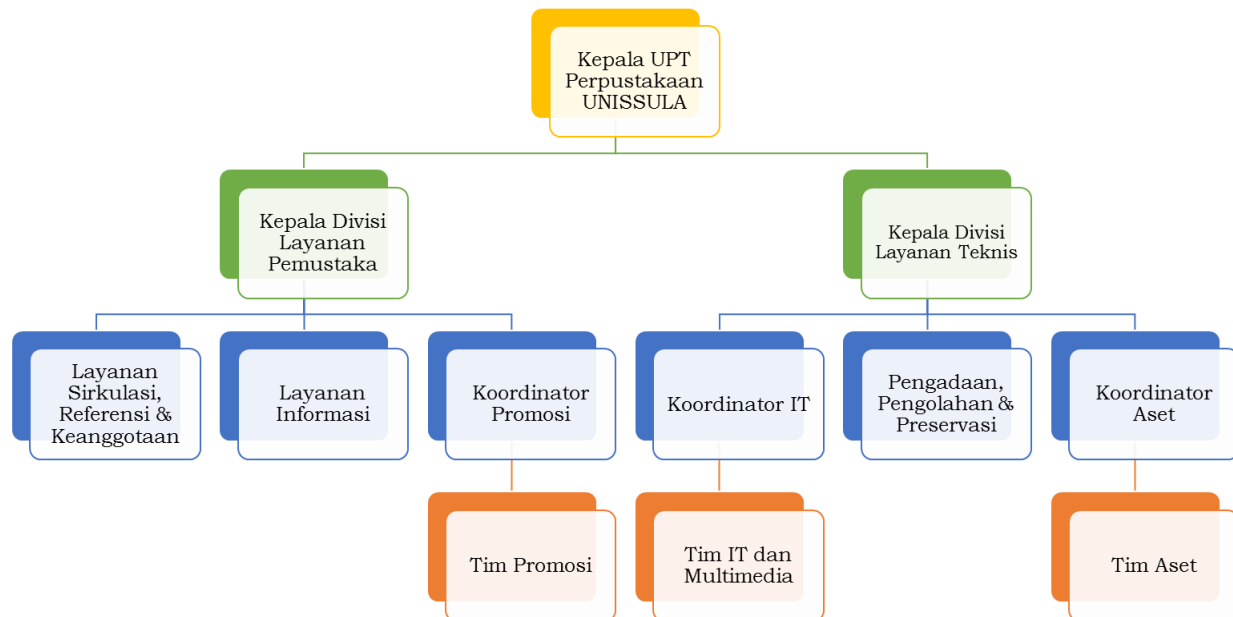 Kepala UPT
Perpustakaan
UNISSULA
Kepala Divisi
Layanan
Pemustaka
Kepala Divisi
Layanan Teknis
Layanan
Sirkulasi,
Referensi &
Keanggotaan
Layanan
Informasi
Koordinator
Promosi
Koordinator IT
Pengadaan,
Pengolahan &
Preservasi
Koordinator
Aset
Tim Promosi
Tim IT dan
Multimedia
Tim Aset